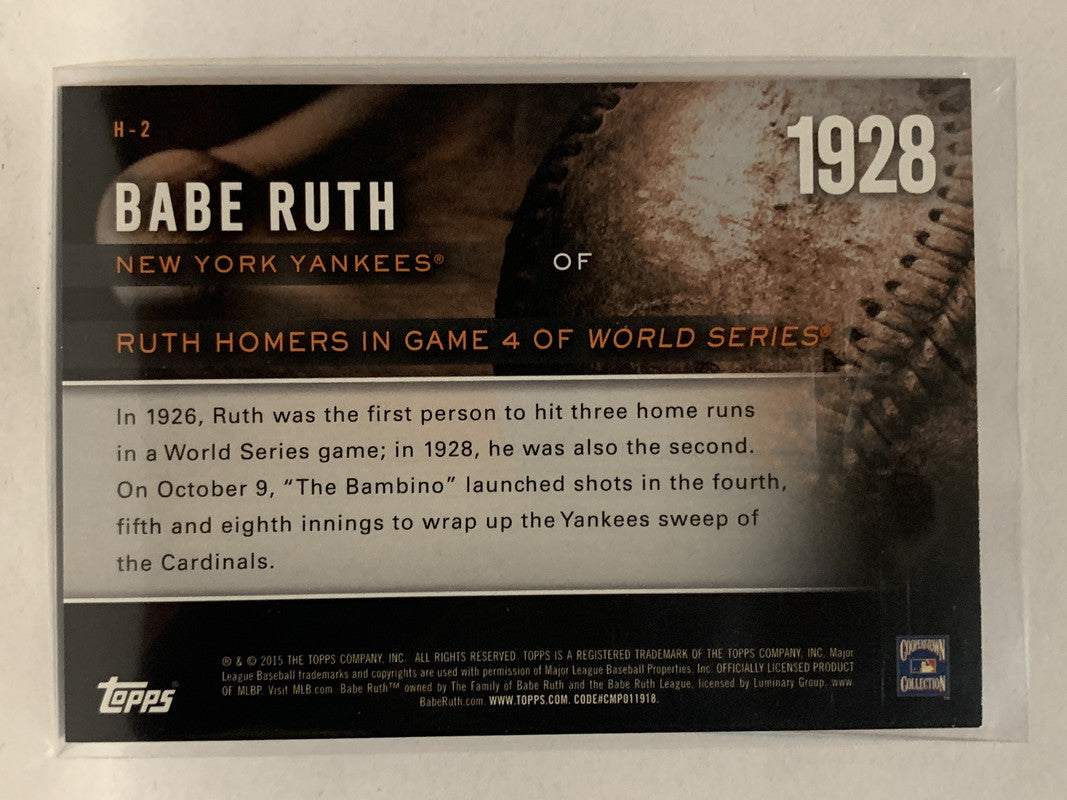 H-2
1928
BABE RUTH
NEW YORK YANKEES®
OF
RUTH HOMERS IN GAME 4 OF WORLD SERIES®
In 1926, Ruth was the first person to hit three home runs
in a World Series game; in 1928, he was also the second.
On October 9, “The Bambino” launched shots in the fourth,
fifth and eighth innings to wrap up the Yankees sweep of
the Cardinals.
® & © 2015 THE TOPPS COMPANY, INC. ALL RIGHTS RESERVED. TOPPS IS A REGISTERED TRADEMARK OF THE TOPPS COMPANY, INC. Major
League Baseball trademarks and copyrights are used with permission of Major League Baseball Properties, Inc. OFFICIALLY LICENSED PRODUCT
OF MLBP. Visit MLB.com. Babe Ruth™ owned by The Family of Babe Ruth and the Babe Ruth League, licensed by Luminary Group. www.
BabeRuth.com. WWW.TOPPS.COM. CODE#CMP011918.
topps®
COOPERSTOWN
COLLECTION™